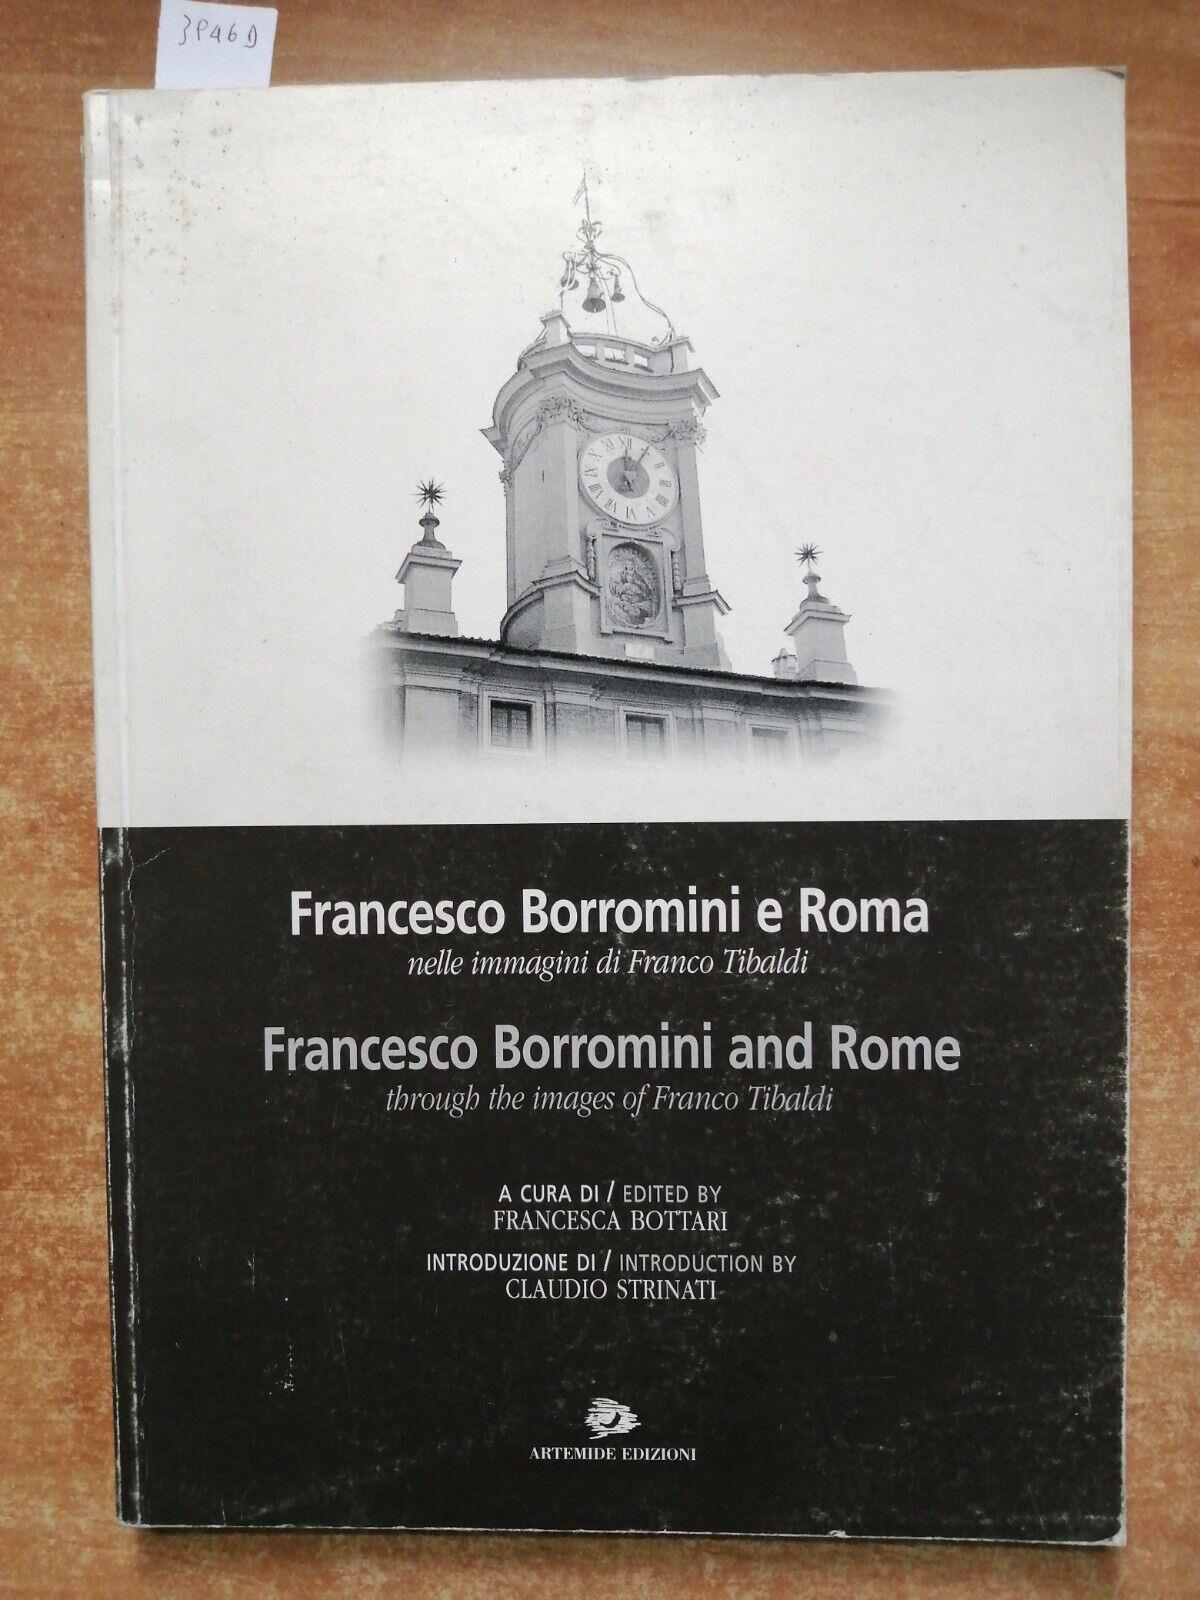 3P46D
Francesco Borromini e Roma
nelle immagini di Franco Tibaldi
Francesco Borromini and Rome
through the images of Franco Tibaldi
A CURA DI / EDITED BY
FRANCESCA BOTTARI
INTRODUZIONE DI / INTRODUCTION BY
CLAUDIO STRINATI
ARTEMIDE EDIZIONI